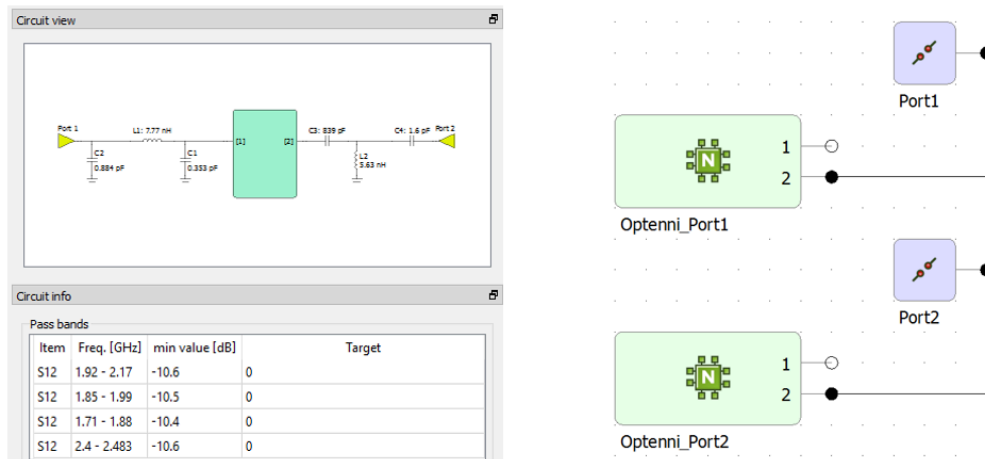 Circuit view
Port 1
L1: 7.77 nH
C2
0.884 pF
C1
0.353 pF
[1]
[2]
C3: 839 pF
C4: 1.6 pF
Port 2
L2
5.63 nH
Circuit info
Pass bands
Item Freq. [GHz] min value [dB] Target
S12 1.92 - 2.17 -10.6 0
S12 1.85 - 1.99 -10.5 0
S12 1.71 - 1.88 -10.4 0
S12 2.4 - 2.483 -10.6 0
Port1
N
1
2
Optenni_Port1
Port2
N
1
2
Optenni_Port2